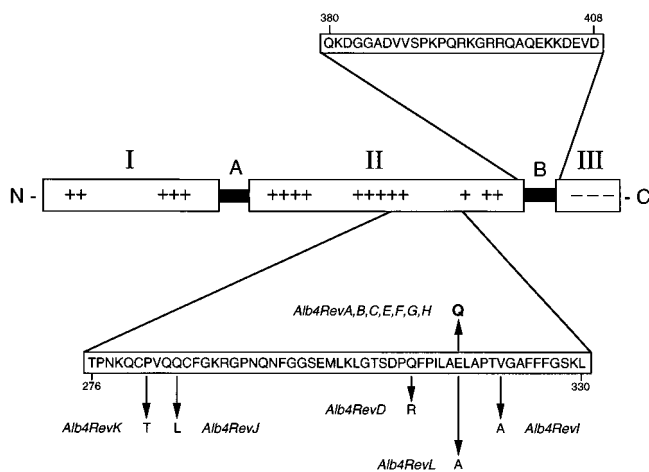 380 408
QKDGGADVVSPKPQRKGRRQAQEKKDEVD
I A II B III
N - ++ +++ ++++ +++++ + ++ − − − - C
Alb4RevA,B,C,E,F,G,H Q
TPNKQCPVQQCFGKRGPNQNFGGSEMLKLGTSDPQFPILAELAPTVGAFFFGSKL
276 330
Alb4RevK T L Alb4RevJ Alb4RevD R A Alb4RevI
Alb4RevL A